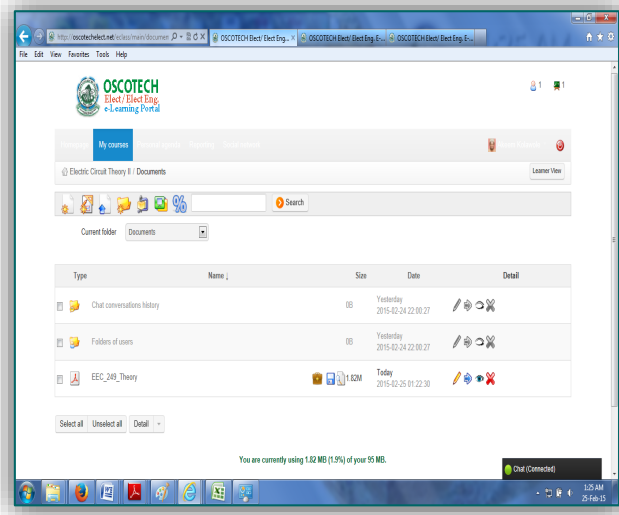 http://oscotechelect.net/eclass/main/documen
OSCOTECH Elect/ Elect Eng...
OSCOTECH Elect/ Elect Eng. E-...
OSCOTECH Elect/ Elect Eng. E-...
File Edit View Favorites Tools Help
OSCOTECH
Elect/ Elect Eng.
e-Learning Portal
1 1
My courses
Electric Circuit Theory II / Documents
Learner View
Search
Current folder Documents
Type Name ↓ Size Date Detail
Chat conversations history 0B Yesterday
2015-02-24 22:00:27
Folders of users 0B Yesterday
2015-02-24 22:00:27
EEC_249_Theory 1.82M Today
2015-02-25 01:22:30
Select all Unselect all Detail
You are currently using 1.82 MB (1.9%) of your 95 MB.
Chat (Connected)
1:25 AM
25-Feb-15